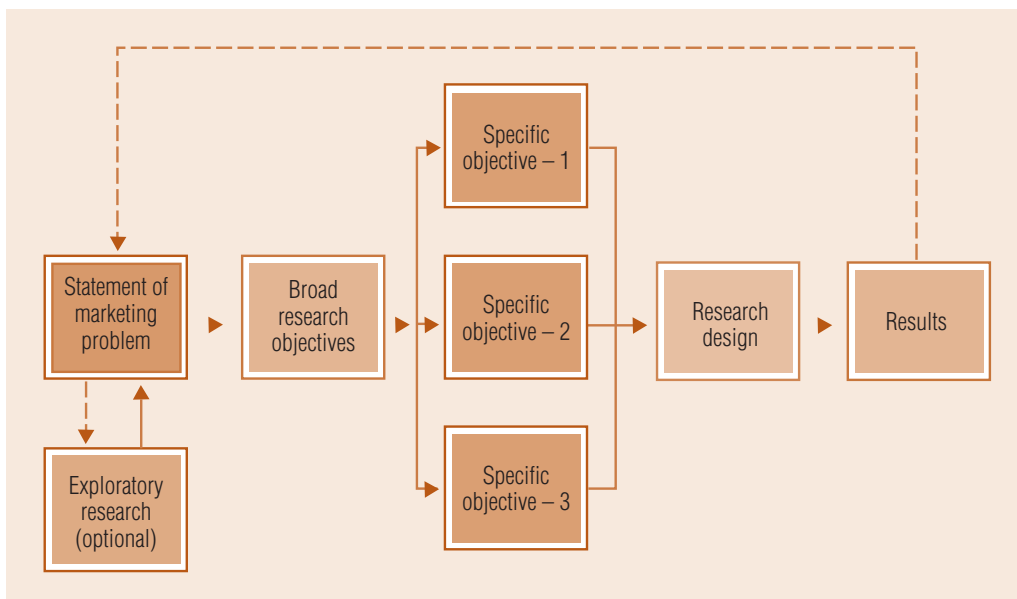 Statement of
marketing
problem
Exploratory
research
(optional)
Broad
research
objectives
Specific
objective – 1
Specific
objective – 2
Specific
objective – 3
Research
design
Results